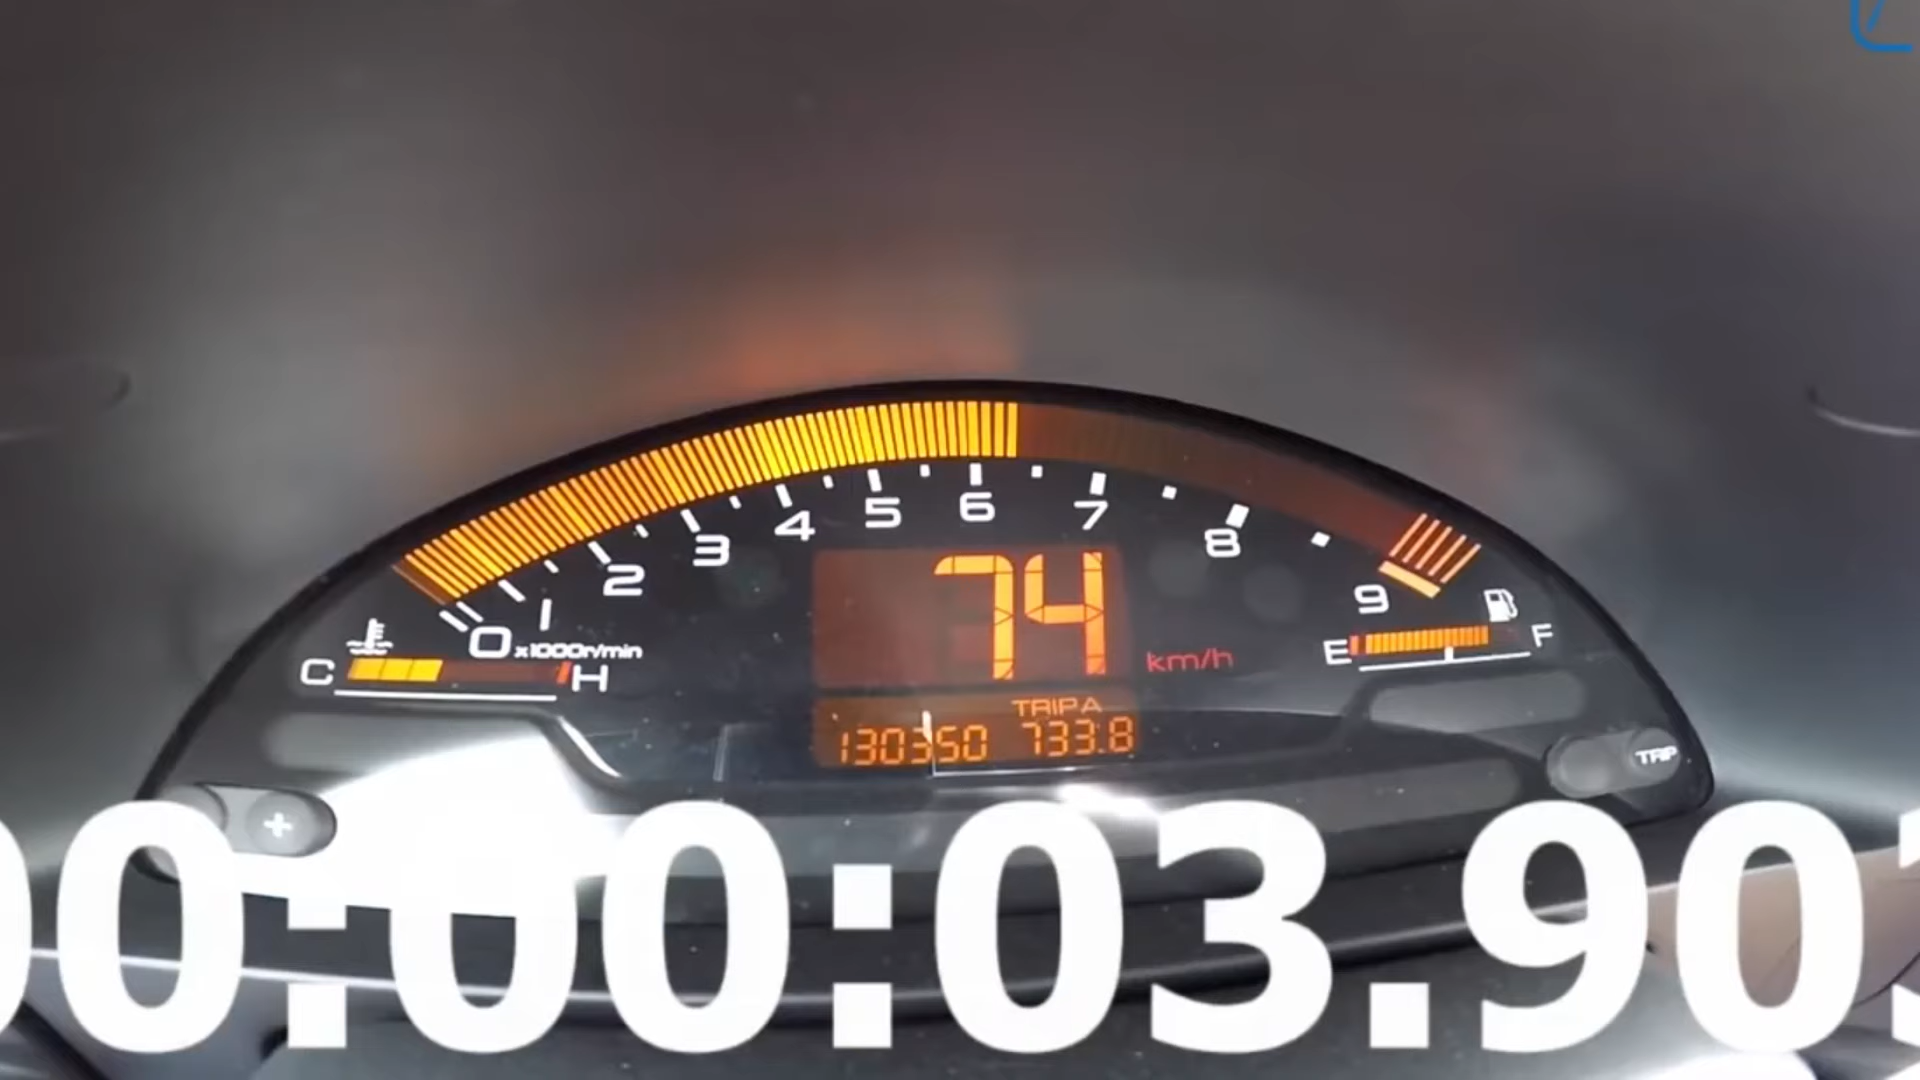 0 1 2 3 4 5 6 7 8 9
x1000r/min
C H
74 km/h
E F
TRIP A
130350 733.8
TRIP
+
00:00:03.903